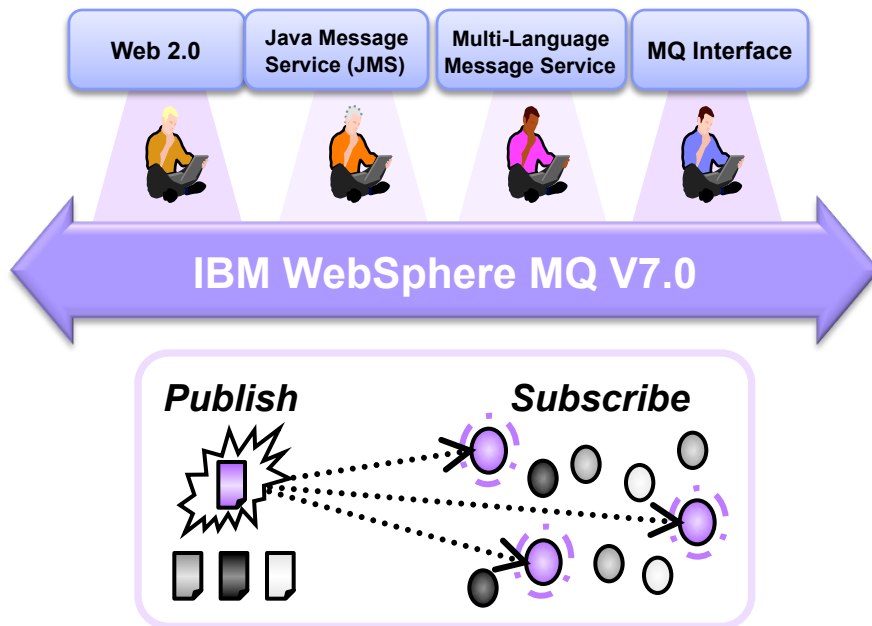 Web 2.0
Java Message
Service (JMS)
Multi-Language
Message Service
MQ Interface
IBM WebSphere MQ V7.0
Publish
Subscribe